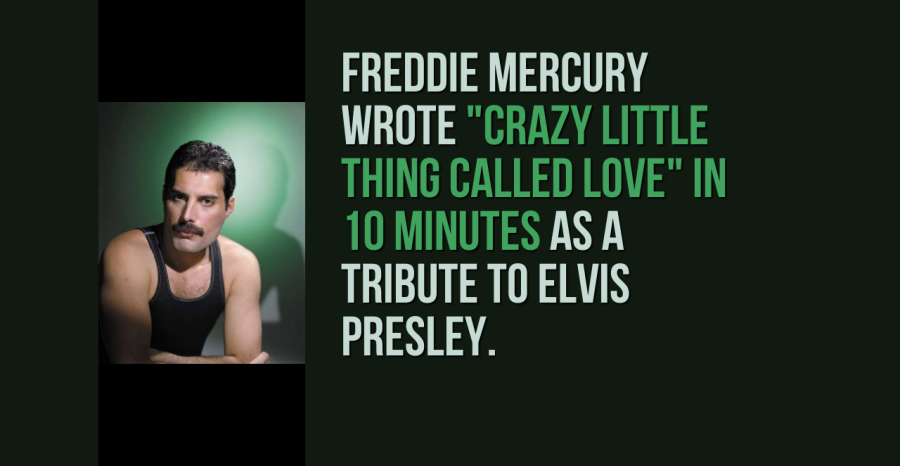 FREDDIE MERCURY
WROTE "CRAZY LITTLE
THING CALLED LOVE" IN
10 MINUTES AS A
TRIBUTE TO ELVIS
PRESLEY.